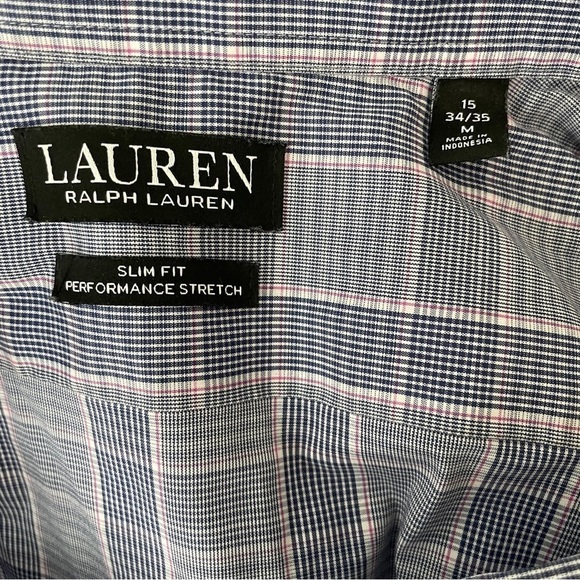 LAUREN
RALPH LAUREN
SLIM FIT
PERFORMANCE STRETCH
15
34/35
M
MADE IN
INDONESIA